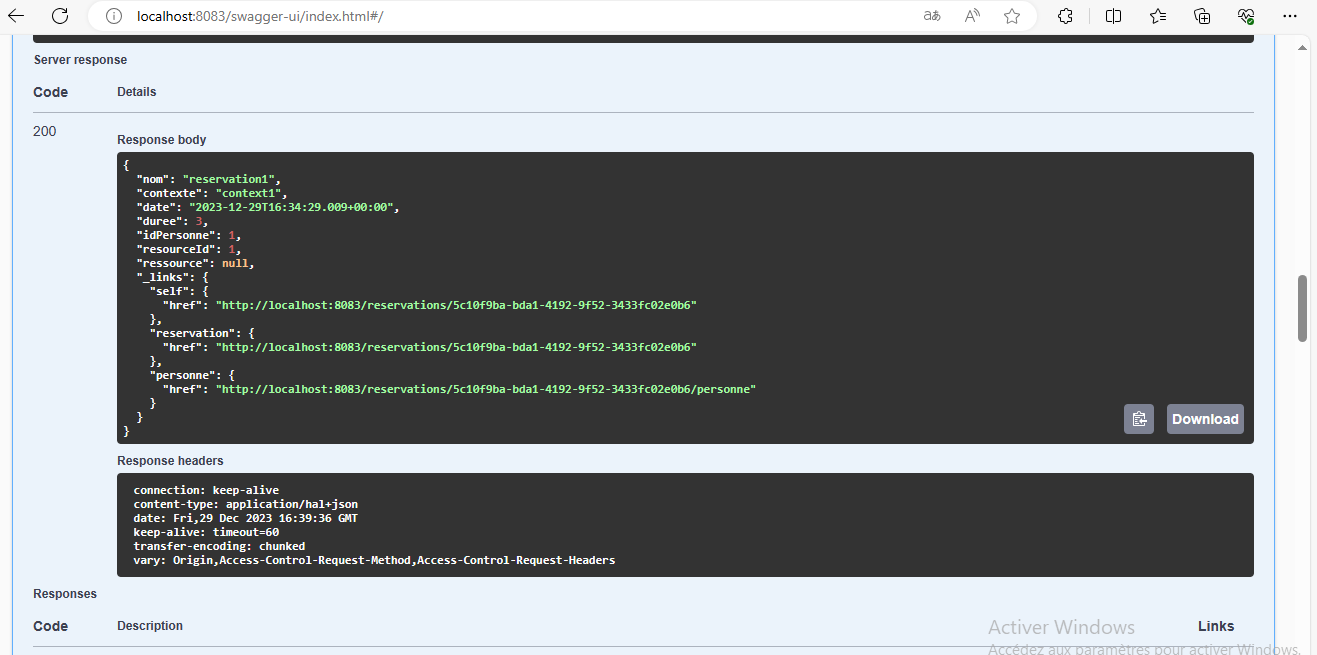 localhost:8083/swagger-ui/index.html#/
Server response
Code Details
200
Response body
{
  "nom": "reservation1",
  "contexte": "context1",
  "date": "2023-12-29T16:34:29.009+00:00",
  "duree": 3,
  "idPersonne": 1,
  "resourceId": 1,
  "ressource": null,
  "_links": {
    "self": {
      "href": "http://localhost:8083/reservations/5c10f9ba-bda1-4192-9f52-3433fc02e0b6"
    },
    "reservation": {
      "href": "http://localhost:8083/reservations/5c10f9ba-bda1-4192-9f52-3433fc02e0b6"
    },
    "personne": {
      "href": "http://localhost:8083/reservations/5c10f9ba-bda1-4192-9f52-3433fc02e0b6/personne"
    }
  }
}
Download
Response headers
connection: keep-alive
content-type: application/hal+json
date: Fri,29 Dec 2023 16:39:36 GMT
keep-alive: timeout=60
transfer-encoding: chunked
vary: Origin,Access-Control-Request-Method,Access-Control-Request-Headers
Responses
Code Description Links
Activer Windows
Accédez aux paramètres pour activer Windows.